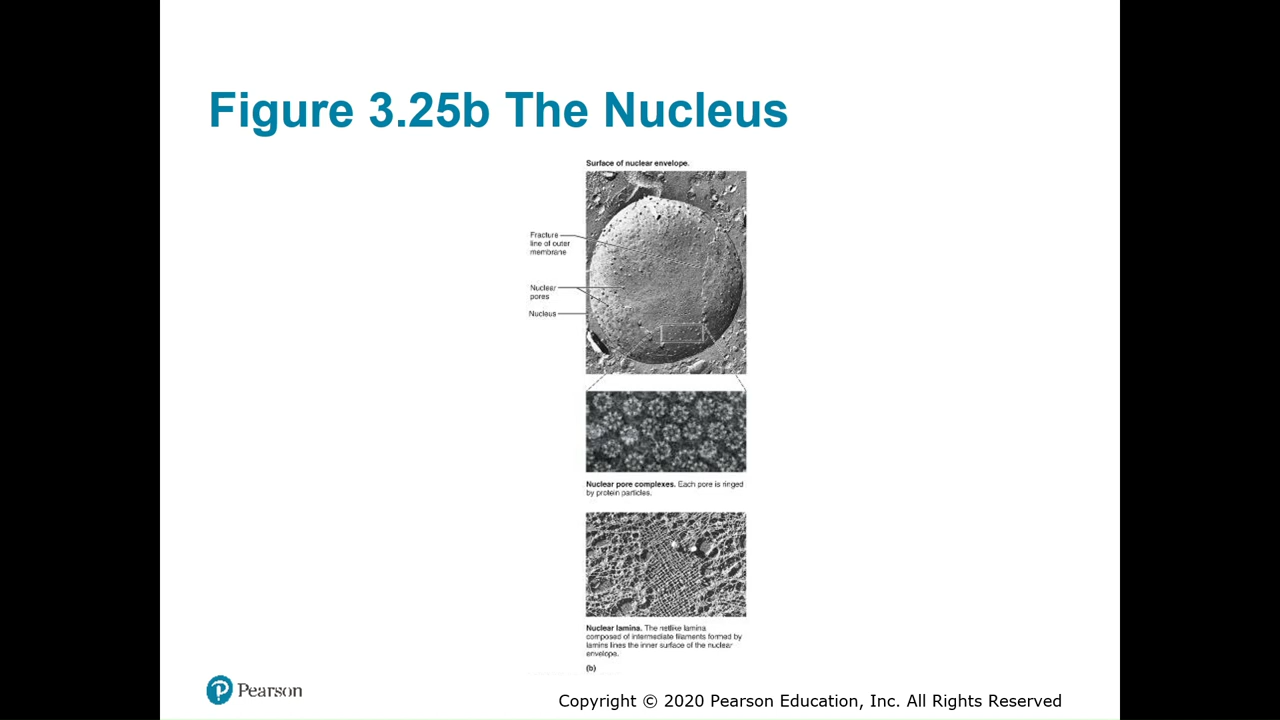 Figure 3.25b The Nucleus
Surface of nuclear envelope.
Fracture
line of outer
membrane
Nuclear
pores
Nucleus
Nuclear pore complexes. Each pore is ringed
by protein particles.
Nuclear lamina. The netlike lamina
composed of intermediate filaments formed by
lamins lines the inner surface of the nuclear
envelope.
(b)
Pearson
Copyright © 2020 Pearson Education, Inc. All Rights Reserved